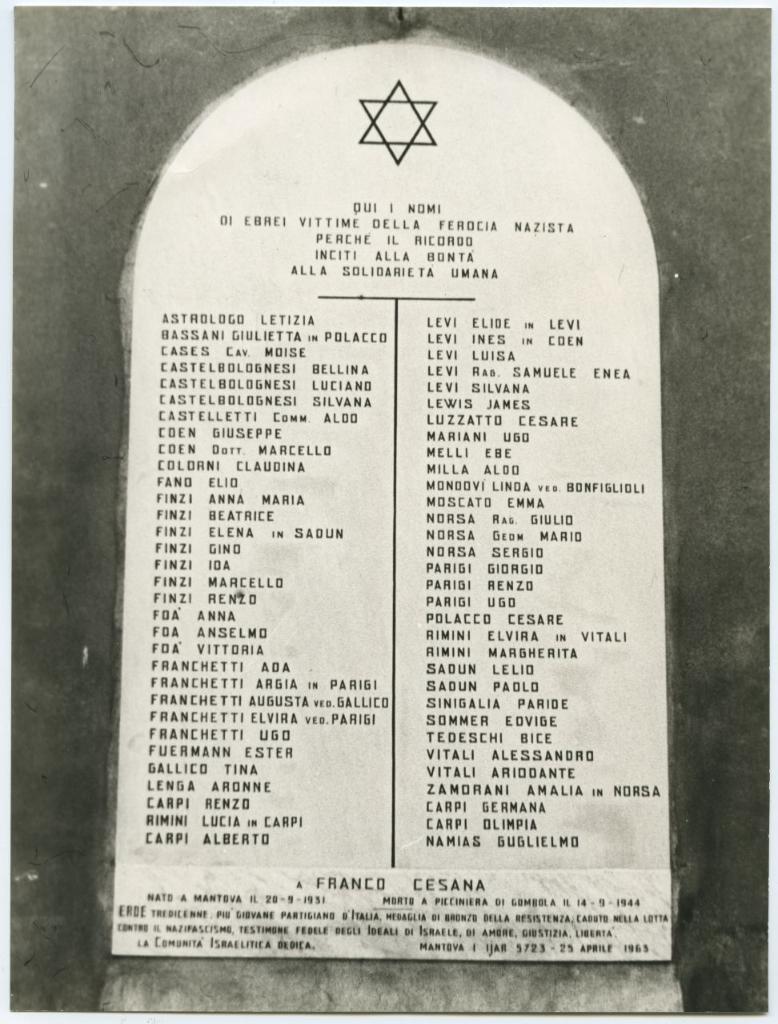 QUI I NOMI
DI EBREI VITTIME DELLA FEROCIA NAZISTA
PERCHÈ IL RICORDO
INCITI ALLA BONTÀ
ALLA SOLIDARIETÀ UMANA
ASTROLOGO LETIZIA
BASSANI GIULIETTA IN POLACCO
CASES CAV. MOISE
CASTELBOLOGNESI BELLINA
CASTELBOLOGNESI LUCIANO
CASTELBOLOGNESI SILVANA
CASTELLETTI COMM. ALDO
COEN GIUSEPPE
COEN DOTT. MARCELLO
COLORNI CLAUDINA
FANO ELIO
FINZI ANNA MARIA
FINZI BEATRICE
FINZI ELENA IN SADUN
FINZI GINO
FINZI IDA
FINZI MARCELLO
FINZI RENZO
FOA' ANNA
FOA ANSELMO
FOA' VITTORIA
FRANCHETTI ADA
FRANCHETTI ARGIA IN PARIGI
FRANCHETTI AUGUSTA VED. GALLICO
FRANCHETTI ELVIRA VED. PARIGI
FRANCHETTI UGO
FUERMANN ESTER
GALLICO TINA
LENGA ARONNE
CARPI RENZO
RIMINI LUCIA IN CARPI
CARPI ALBERTO
LEVI ELIDE IN LEVI
LEVI INES IN COEN
LEVI LUISA
LEVI RAG. SAMUELE ENEA
LEVI SILVANA
LEWIS JAMES
LUZZATTO CESARE
MARIANI UGO
MELLI EBE
MILLA ALDO
MONDOVÌ LINDA VED. BONFIGLIOLI
MOSCATO EMMA
NORSA RAG. GIULIO
NORSA GEOM MARIO
NORSA SERGIO
PARIGI GIORGIO
PARIGI RENZO
PARIGI UGO
POLACCO CESARE
RIMINI ELVIRA IN VITALI
RIMINI MARGHERITA
SADUN LELIO
SADUN PAOLO
SINIGALIA PARIDE
SOMMER EDVIGE
TEDESCHI BICE
VITALI ALESSANDRO
VITALI ARIODANTE
ZAMORANI AMALIA IN NORSA
CARPI GERMANA
CARPI OLIMPIA
NAMIAS GUGLIELMO
A FRANCO CESANA
NATO A MANTOVA IL 20-9-1931 MORTO A PICCINIERA DI GOMBOLA IL 14-9-1944
EROE TREDICENNE, PIU' GIOVANE PARTIGIANO D'ITALIA, MEDAGLIA DI BRONZO DELLA RESISTENZA, CADUTO NELLA LOTTA
CONTRO IL NAZIFASCISMO, TESTIMONE FEDELE DEGLI IDEALI DI ISRAELE, DI AMORE, GIUSTIZIA, LIBERTA'.
LA COMUNITA' ISRAELITICA DEDICA. MANTOVA I IJAR 5723 - 25 APRILE 1963